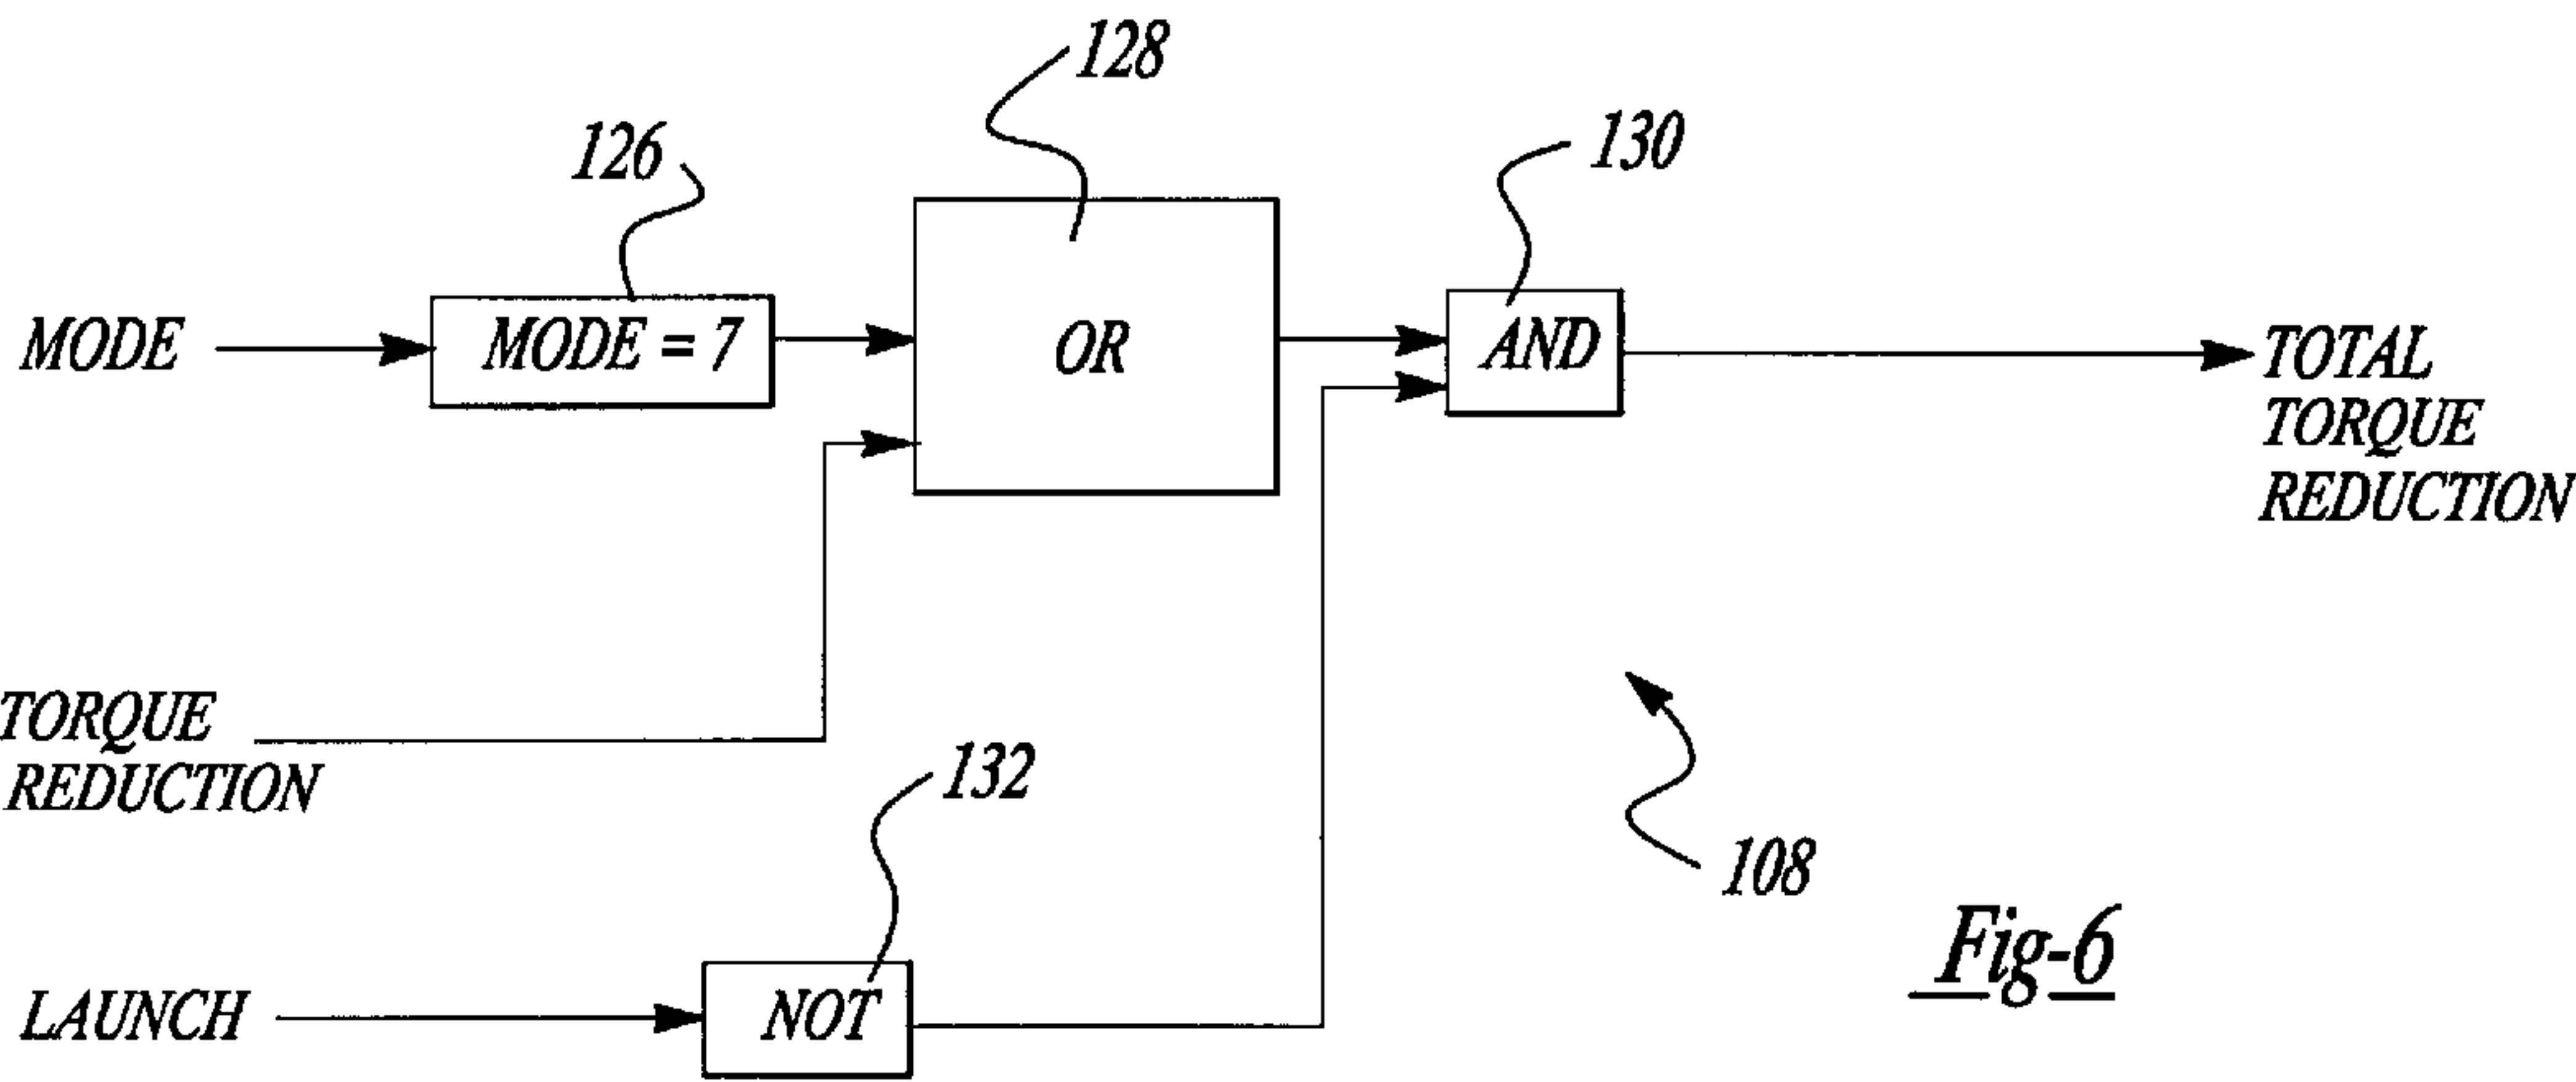 128
126
130
MODE
MODE = 7
OR
AND
TOTAL
TORQUE
REDUCTION
TORQUE
REDUCTION
132
108
LAUNCH
NOT
Fig-6